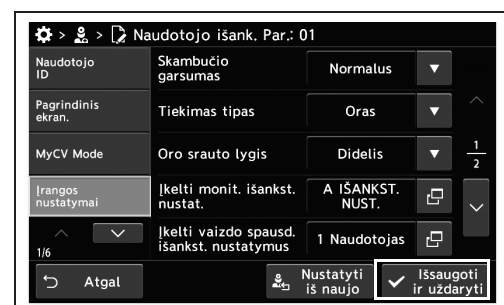 > > Naudotojo išank. Par.: 01
Naudotojo
ID
Pagrindinis
ekran.
MyCV Mode
Įrangos
nustatymai
1/6
Skambučio
garsumas
Normalus
Tiekimas tipas
Oras
Oro srauto lygis
Didelis
Įkelti monit. išankst.
nustat.
A IŠANKST.
NUST.
Įkelti vaizdo spausd.
išankst. nustatymus
1 Naudotojas
1
2
Atgal
Nustatyti
iš naujo
Išsaugoti
ir uždaryti